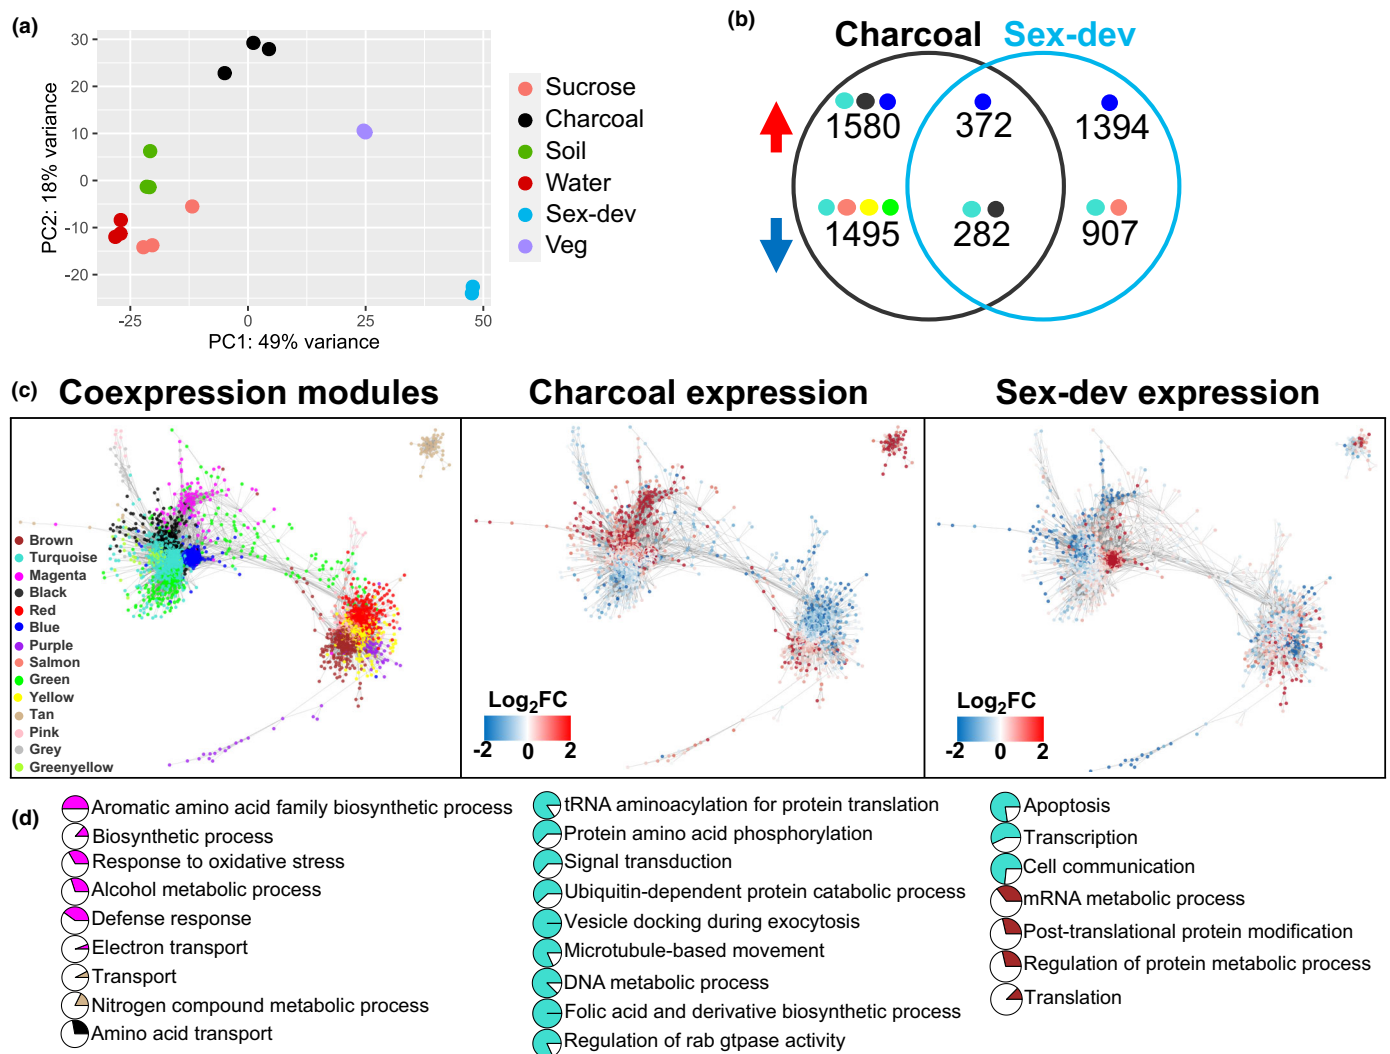 (a)
30
20
10
0
-10
-20
-25
0
25
50
PC2: 18% variance
PC1: 49% variance
Sucrose
Charcoal
Soil
Water
Sex-dev
Veg
(b)
Charcoal Sex-dev
1580 372 1394
1495 282 907
(c)
Coexpression modules
Charcoal expression
Sex-dev expression
Brown
Turquoise
Magenta
Black
Red
Blue
Purple
Salmon
Green
Yellow
Tan
Pink
Grey
Greenyellow
Log2FC
-2 0 2
Log2FC
-2 0 2
(d)
Aromatic amino acid family biosynthetic process
Biosynthetic process
Response to oxidative stress
Alcohol metabolic process
Defense response
Electron transport
Transport
Nitrogen compound metabolic process
Amino acid transport
tRNA aminoacylation for protein translation
Protein amino acid phosphorylation
Signal transduction
Ubiquitin-dependent protein catabolic process
Vesicle docking during exocytosis
Microtubule-based movement
DNA metabolic process
Folic acid and derivative biosynthetic process
Regulation of rab gtpase activity
Apoptosis
Transcription
Cell communication
mRNA metabolic process
Post-translational protein modification
Regulation of protein metabolic process
Translation